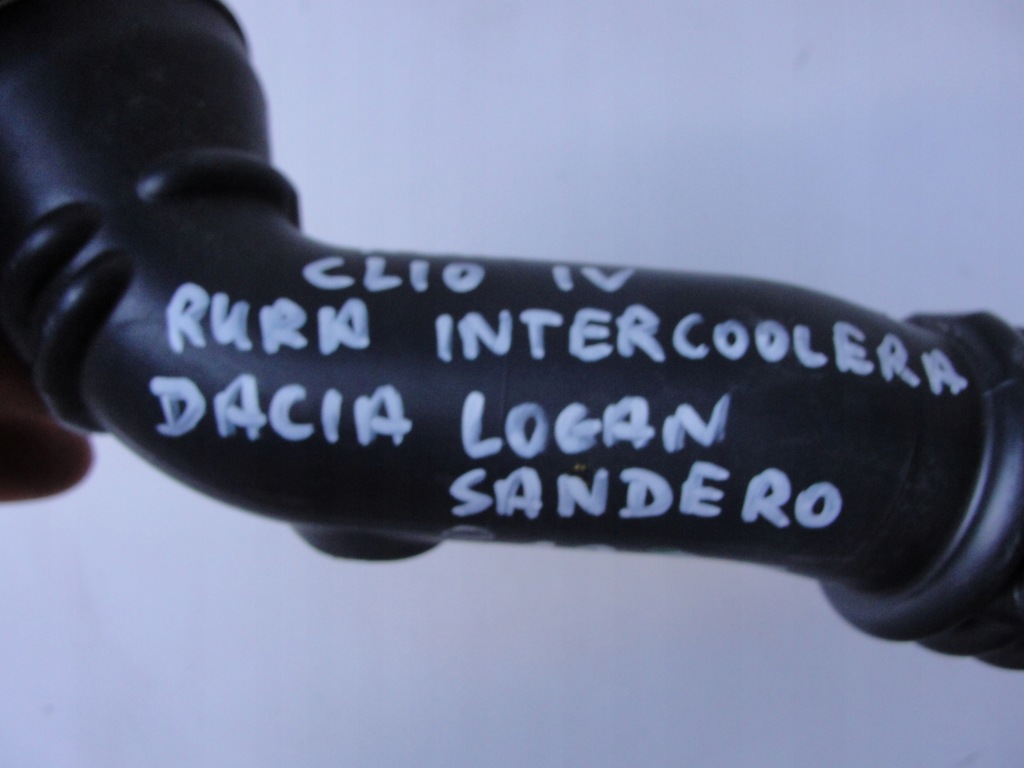 CLIO IV
RURA INTERCOOLERA
DACIA LOGAN
SANDERO